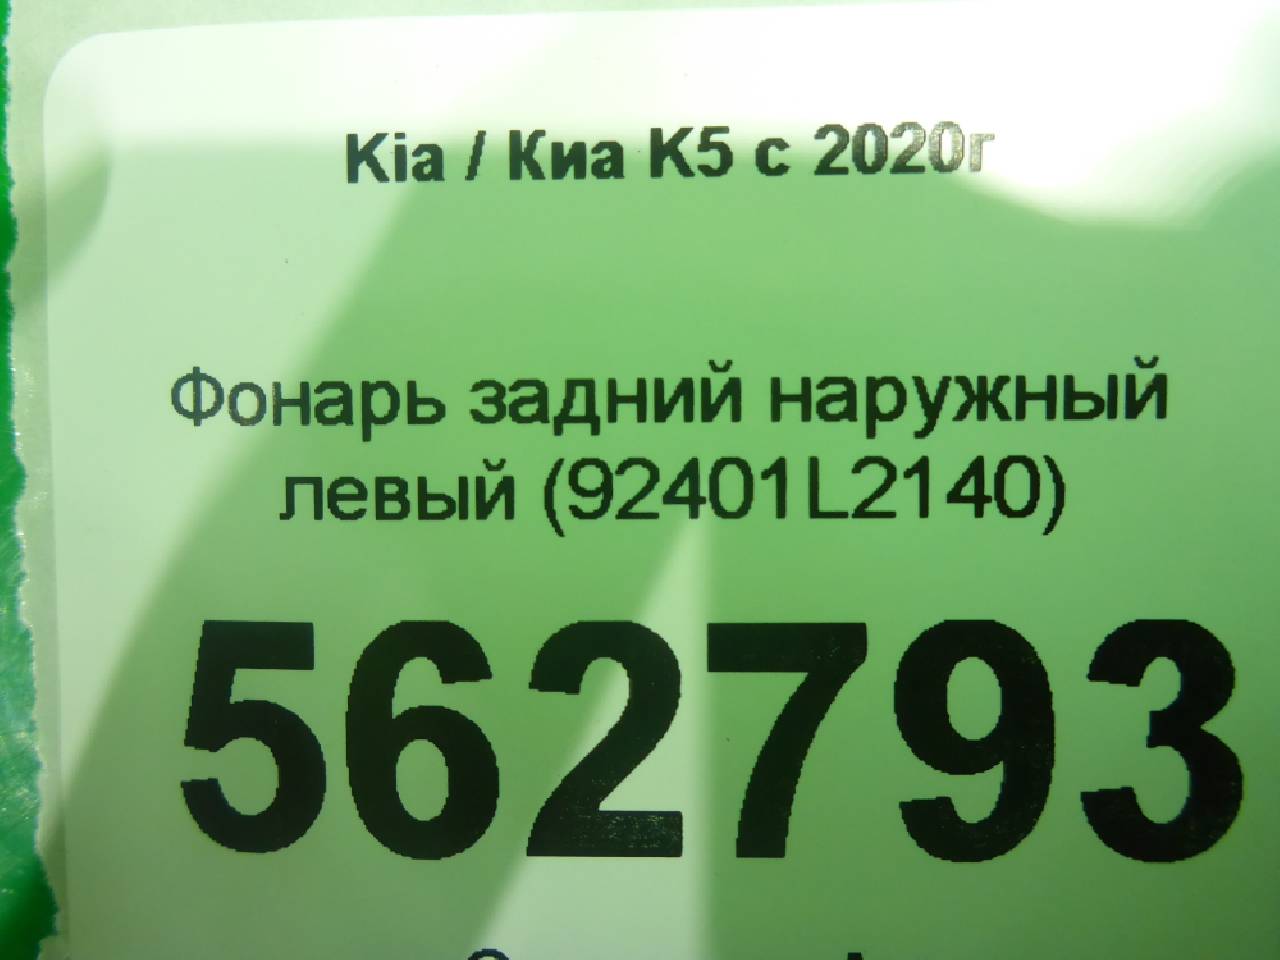 Kia / Киа K5 с 2020г
Фонарь задний наружный
левый (92401L2140)
562793